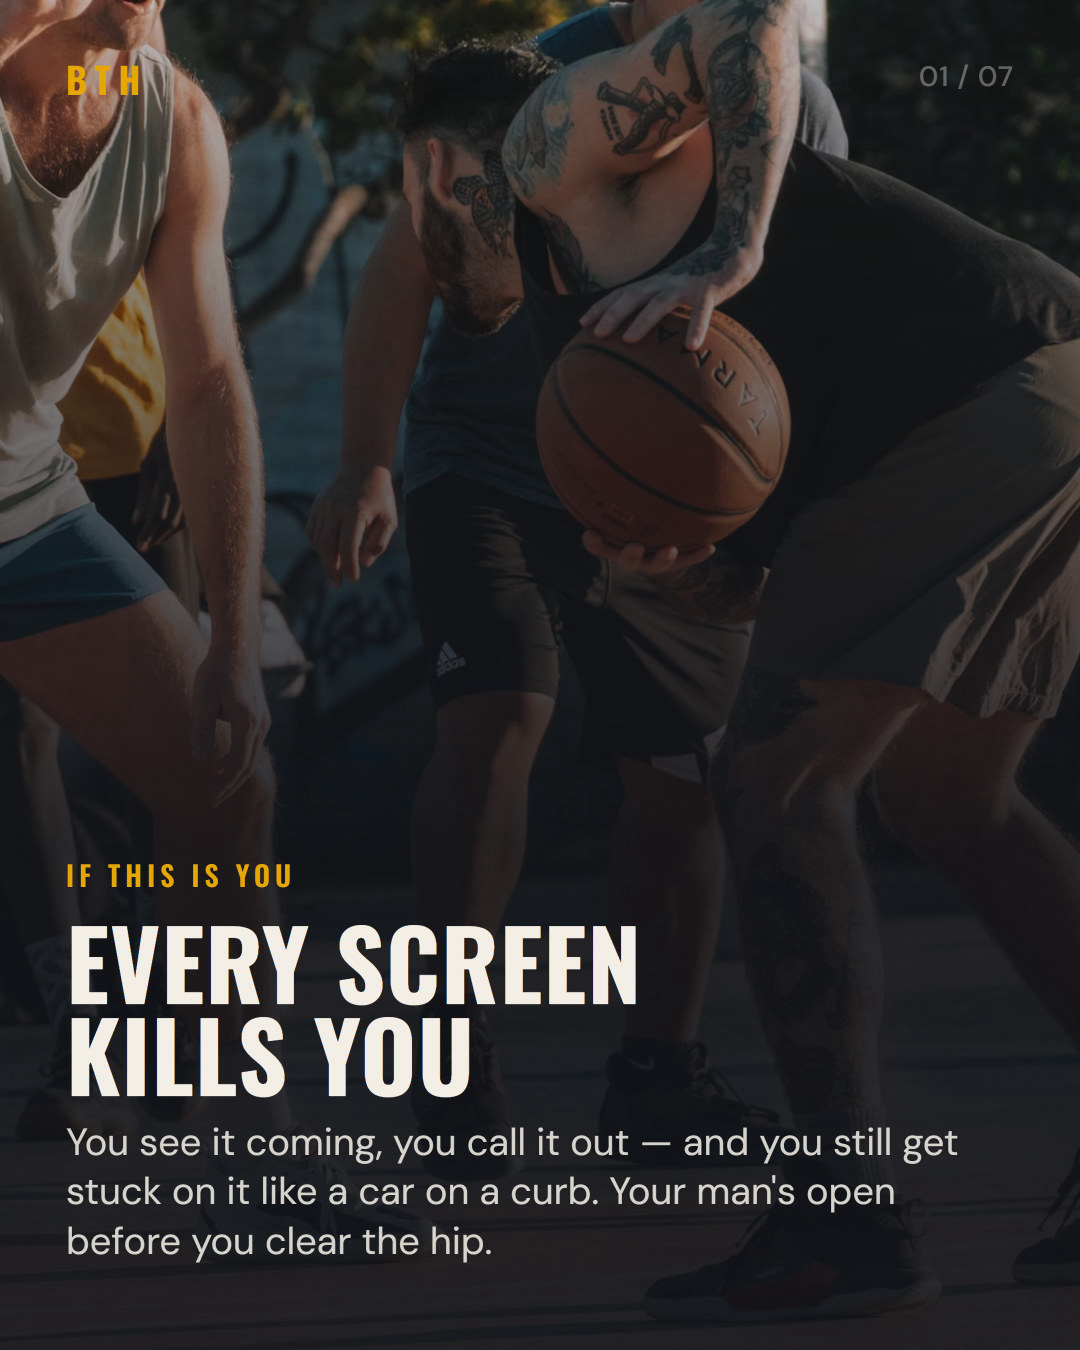 BTH
01 / 07
TARMA
adidas
IF THIS IS YOU
EVERY SCREEN
KILLS YOU
You see it coming, you call it out — and you still get
stuck on it like a car on a curb. Your man's open
before you clear the hip.